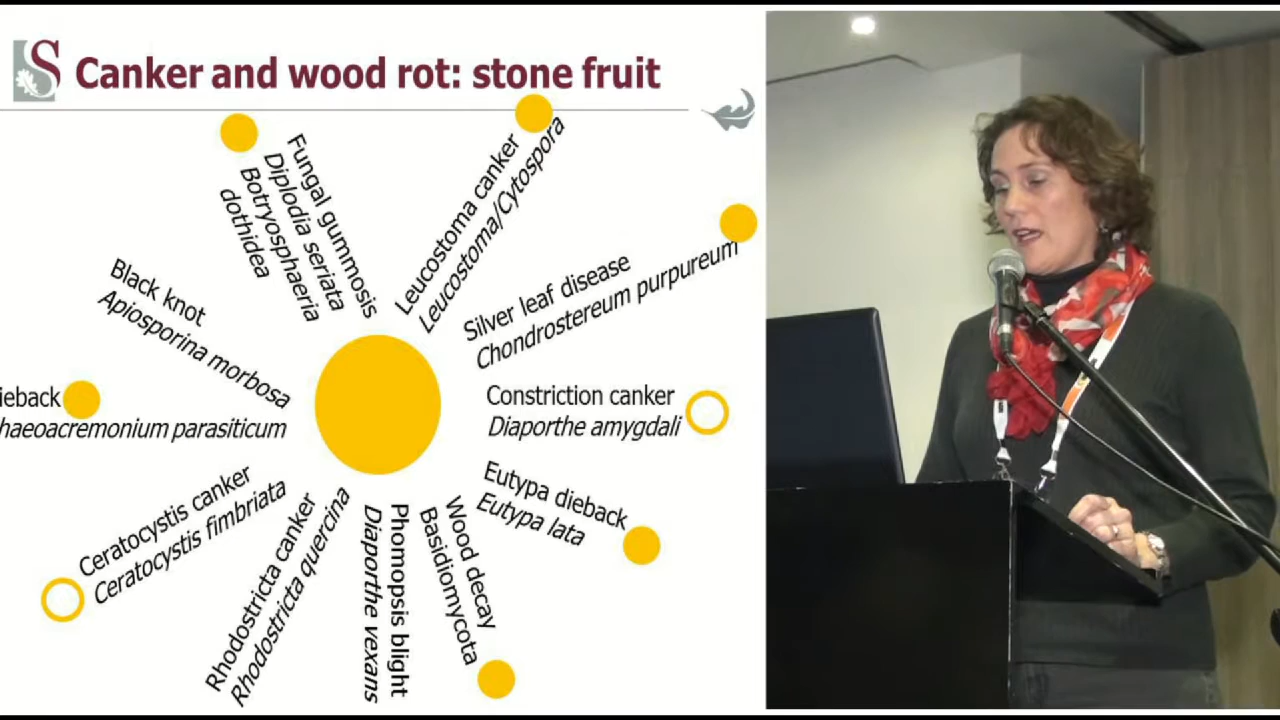 S
Canker and wood rot: stone fruit
Fungal gummosis
Diplodia seriata
Botryosphaeria
dothidea
Leucostoma canker
Leucostoma/Cytospora
Silver leaf disease
Chondrostereum purpureum
Constriction canker
Diaporthe amygdali
Eutypa dieback
Eutypa lata
Wood decay
Basidiomycota
Phomopsis blight
Diaporthe vexans
Rhodostricta canker
Rhodostricta quercina
Ceratocystis canker
Ceratocystis fimbriata
ieback
haeoacremonium parasiticum
Black knot
Apiosporina morbosa